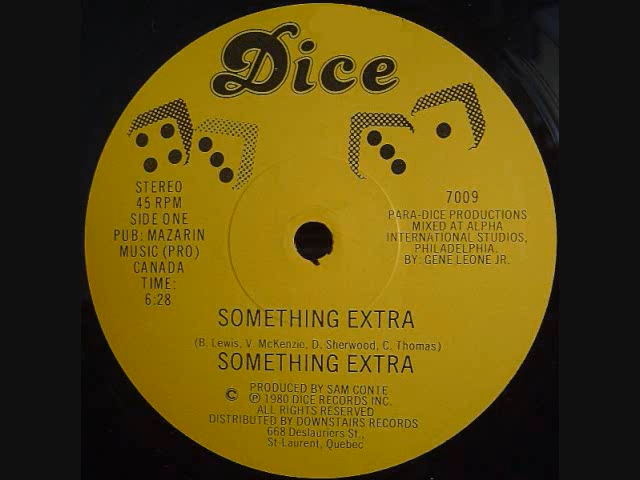 Dice
STEREO
45 RPM
SIDE ONE
PUB: MAZARIN
MUSIC (PRO)
CANADA
TIME:
6:28
7009
PARA-DICE PRODUCTIONS
MIXED AT ALPHA
INTERNATIONAL STUDIOS,
PHILADELPHIA.
BY: GENE LEONE JR.
SOMETHING EXTRA
(B. Lewis, V. McKenzie, D. Sherwood, C. Thomas)
SOMETHING EXTRA
PRODUCED BY SAM CONTE
© ℗ 1980 DICE RECORDS INC.
ALL RIGHTS RESERVED
DISTRIBUTED BY DOWNSTAIRS RECORDS
668 Deslauriers St.,
St-Laurent, Quebec